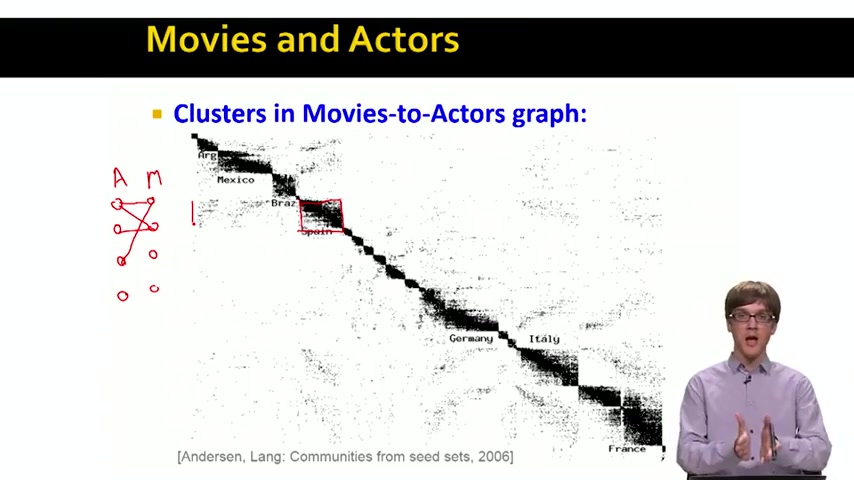 Movies and Actors
Clusters in Movies-to-Actors graph:
Arg
Mexico
Braz
Spain
A M
Germany
Italy
France
[Andersen, Lang: Communities from seed sets, 2006]